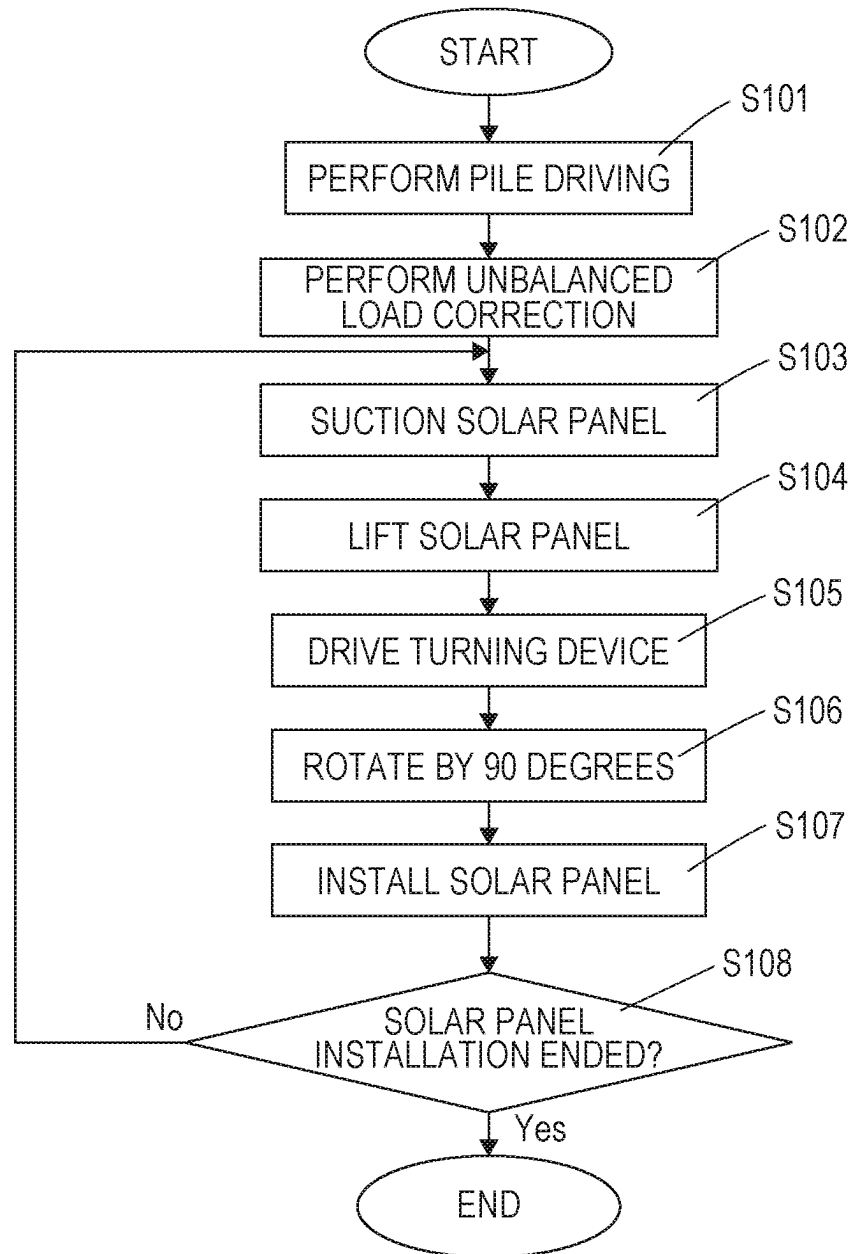 START
S101
PERFORM PILE DRIVING
S102
PERFORM UNBALANCED
LOAD CORRECTION
S103
SUCTION SOLAR PANEL
S104
LIFT SOLAR PANEL
S105
DRIVE TURNING DEVICE
S106
ROTATE BY 90 DEGREES
S107
INSTALL SOLAR PANEL
S108
No
SOLAR PANEL
INSTALLATION ENDED?
Yes
END